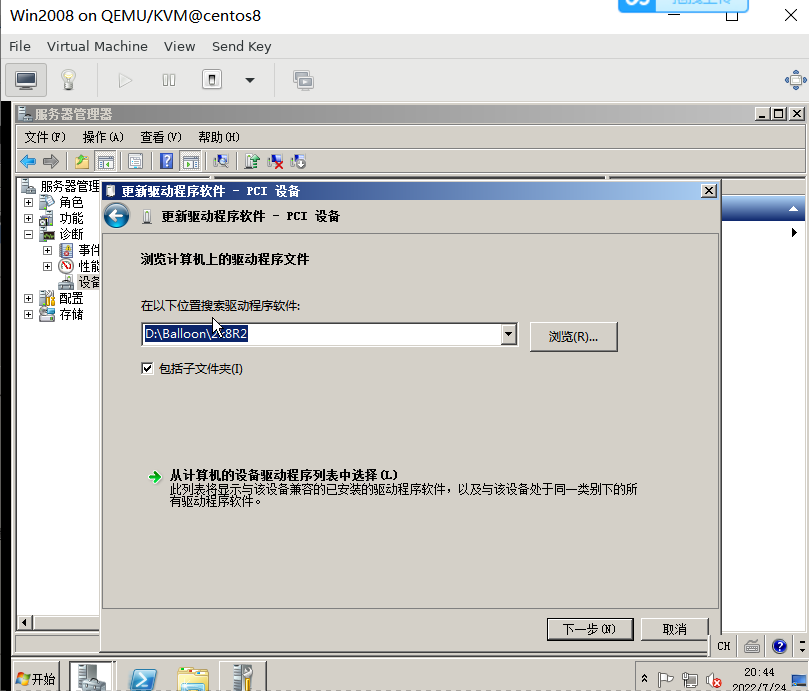 Win2008 on QEMU/KVM@centos8
File Virtual Machine View Send Key
服务器管理器
文件(F) 操作(A) 查看(V) 帮助(H)
服务器管理
角色
功能
诊断
事件
性能
设备
配置
存储
更新驱动程序软件 - PCI 设备
更新驱动程序软件 - PCI 设备
浏览计算机上的驱动程序文件
在以下位置搜索驱动程序软件:
D:\Balloon\2k8R2
浏览(R)...
包括子文件夹(I)
从计算机的设备驱动程序列表中选择(L)
此列表将显示与该设备兼容的已安装的驱动程序软件，以及与该设备处于同一类别下的所
有驱动程序软件。
下一步(N) 取消
CH
开始
20:44
2022/7/24